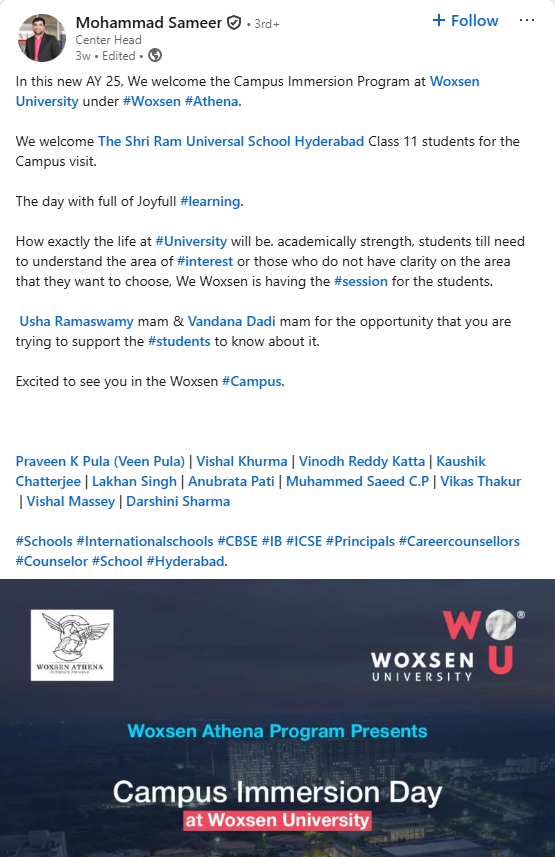 Mohammad Sameer • 3rd+
+ Follow ...
Center Head
3w • Edited •
In this new AY 25, We welcome the Campus Immersion Program at Woxsen
University under #Woxsen #Athena.
We welcome The Shri Ram Universal School Hyderabad Class 11 students for the
Campus visit.
The day with full of Joyfull #learning.
How exactly the life at #University will be. academically strength, students till need
to understand the area of #interest or those who do not have clarity on the area
that they want to choose, We Woxsen is having the #session for the students.
Usha Ramaswamy mam & Vandana Dadi mam for the opportunity that you are
trying to support the #students to know about it.
Excited to see you in the Woxsen #Campus.
Praveen K Pula (Veen Pula) | Vishal Khurma | Vinodh Reddy Katta | Kaushik
Chatterjee | Lakhan Singh | Anubrata Pati | Muhammed Saeed C.P | Vikas Thakur
| Vishal Massey | Darshini Sharma
#Schools #Internationalschools #CBSE #IB #ICSE #Principals #Careercounsellors
#Counselor #School #Hyderabad.
WOXSEN ATHENA
OUTREACH PROGRAM
WOU®
WOXSEN
UNIVERSITY
Woxsen Athena Program Presents
Campus Immersion Day
at Woxsen University